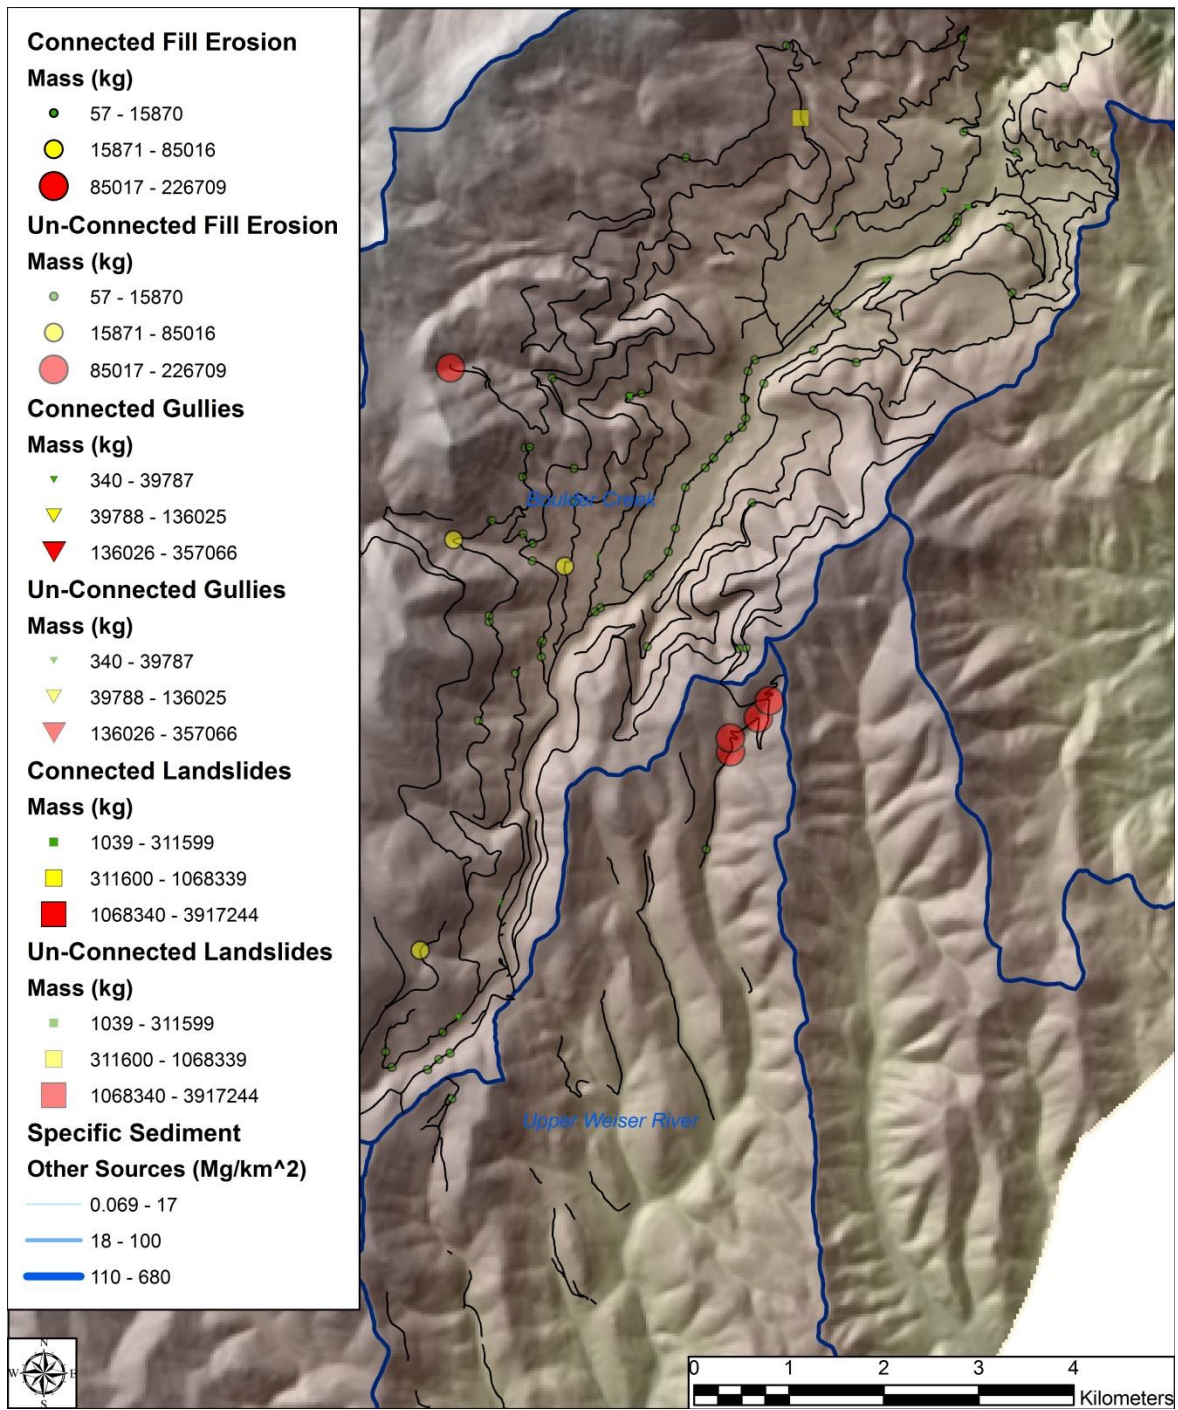 Connected Fill Erosion
Mass (kg)
57 - 15870
15871 - 85016
85017 - 226709
Un-Connected Fill Erosion
Mass (kg)
57 - 15870
15871 - 85016
85017 - 226709
Connected Gullies
Mass (kg)
340 - 39787
39788 - 136025
136026 - 357066
Un-Connected Gullies
Mass (kg)
340 - 39787
39788 - 136025
136026 - 357066
Connected Landslides
Mass (kg)
1039 - 311599
311600 - 1068339
1068340 - 3917244
Un-Connected Landslides
Mass (kg)
1039 - 311599
311600 - 1068339
1068340 - 3917244
Specific Sediment
Other Sources (Mg/km^2)
0.069 - 17
18 - 100
110 - 680
Boulder Creek
Upper Weiser River
N
W E
S
0 1 2 3 4
Kilometers